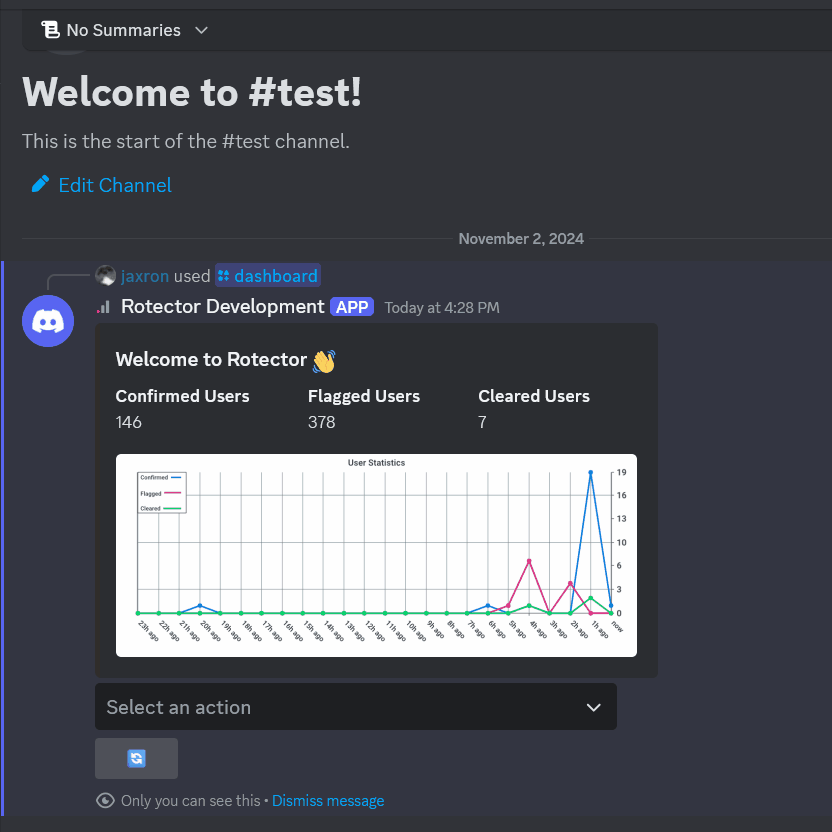 No Summaries
Welcome to #test!
This is the start of the #test channel.
Edit Channel
November 2, 2024
jaxron used dashboard
Rotector Development APP Today at 4:28 PM
Welcome to Rotector 👋
Confirmed Users Flagged Users Cleared Users
146 378 7
User Statistics
Confirmed
Flagged
Cleared
19
16
13
10
6
3
0
23h ago 22h ago 21h ago 20h ago 19h ago 18h ago 17h ago 16h ago 15h ago 14h ago 13h ago 12h ago 11h ago 10h ago 9h ago 8h ago 7h ago 6h ago 5h ago 4h ago 3h ago 2h ago 1h ago now
Select an action
Only you can see this • Dismiss message